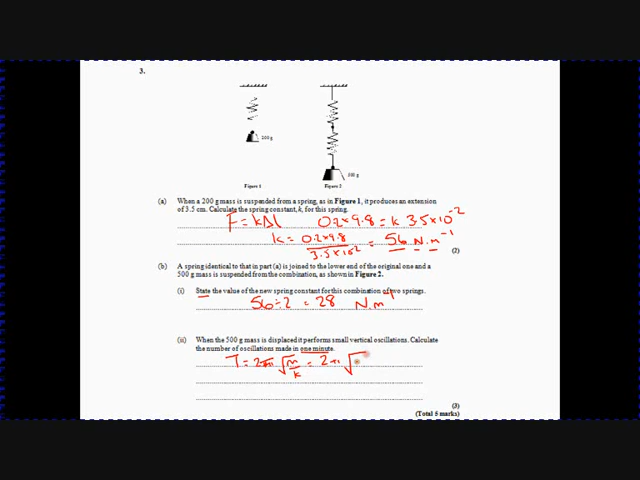 3.
200 g
500 g
Figure 1
Figure 2
(a) When a 200 g mass is suspended from a spring, as in Figure 1, it produces an extension
of 3.5 cm. Calculate the spring constant, k, for this spring.
F = kΔl 0.2×9.8 = k 3.5×10⁻²
k = 0.2×9.8 / 3.5×10⁻² = 56 N.m⁻¹
(2)
(b) A spring identical to that in part (a) is joined to the lower end of the original one and a
500 g mass is suspended from the combination, as shown in Figure 2.
(i) State the value of the new spring constant for this combination of two springs.
56÷2 = 28 N.m⁻¹
(ii) When the 500 g mass is displaced it performs small vertical oscillations. Calculate
the number of oscillations made in one minute.
T = 2π √m/k = 2π √
(3)
(Total 5 marks)